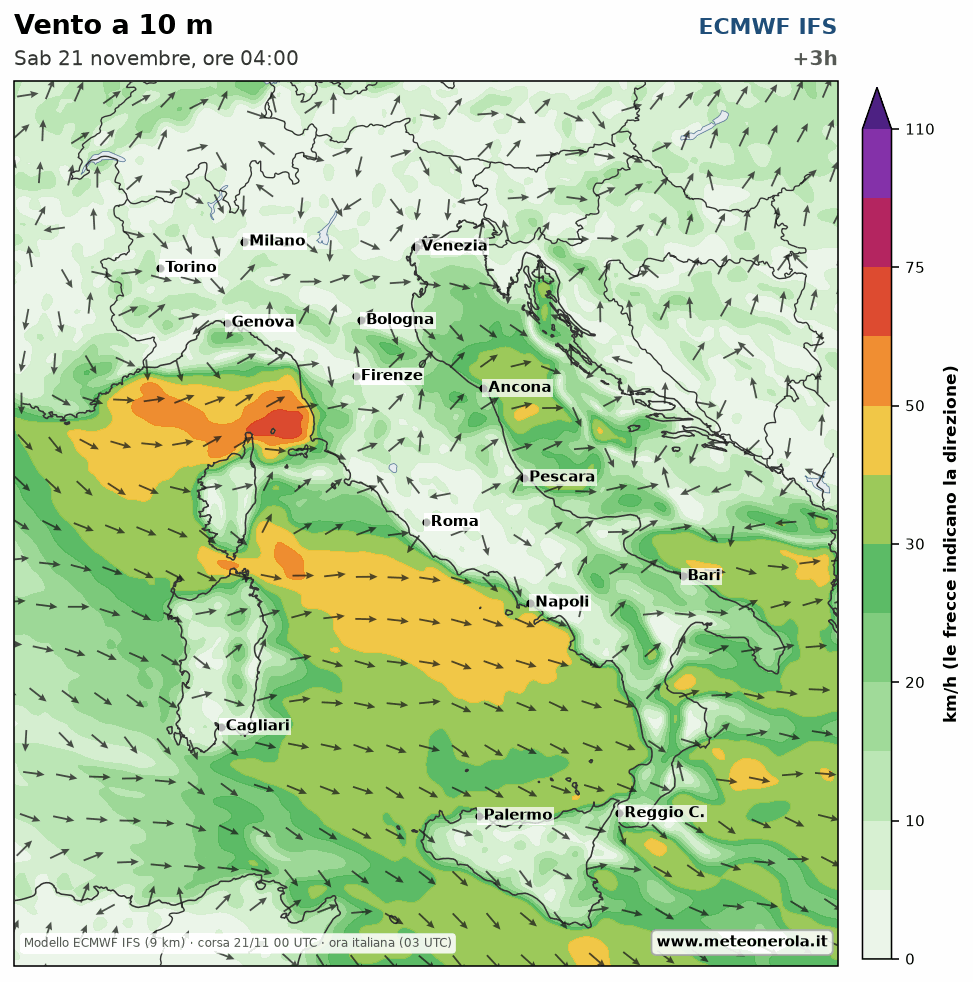 Vento a 10 m
ECMWF IFS
Sab 21 novembre, ore 04:00
+3h
110
75
50
30
20
10
0
km/h (le frecce indicano la direzione)
Milano
Venezia
Torino
Genova
Bologna
Firenze
Ancona
Pescara
Roma
Bari
Napoli
Cagliari
Palermo
Reggio C.
Modello ECMWF IFS (9 km) · corsa 21/11 00 UTC · ora italiana (03 UTC)
www.meteonerola.it